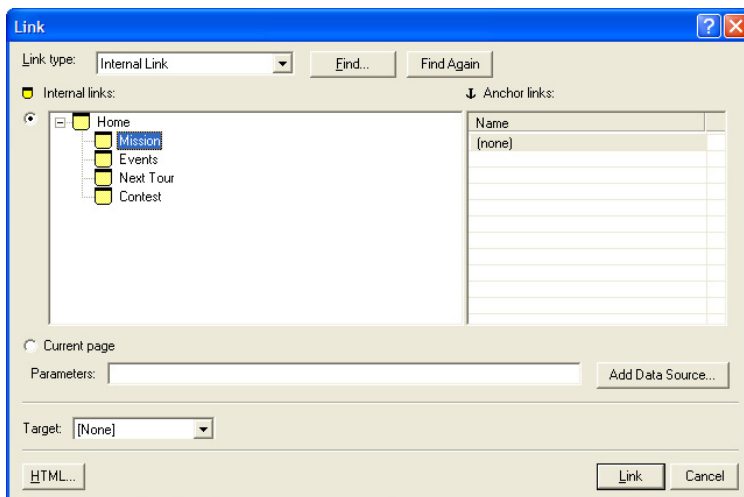 Link
Link type: Internal Link Find... Find Again
Internal links: Anchor links:
Home Name
Mission (none)
Events
Next Tour
Contest
Current page
Parameters: Add Data Source...
Target: [None]
HTML... Link Cancel